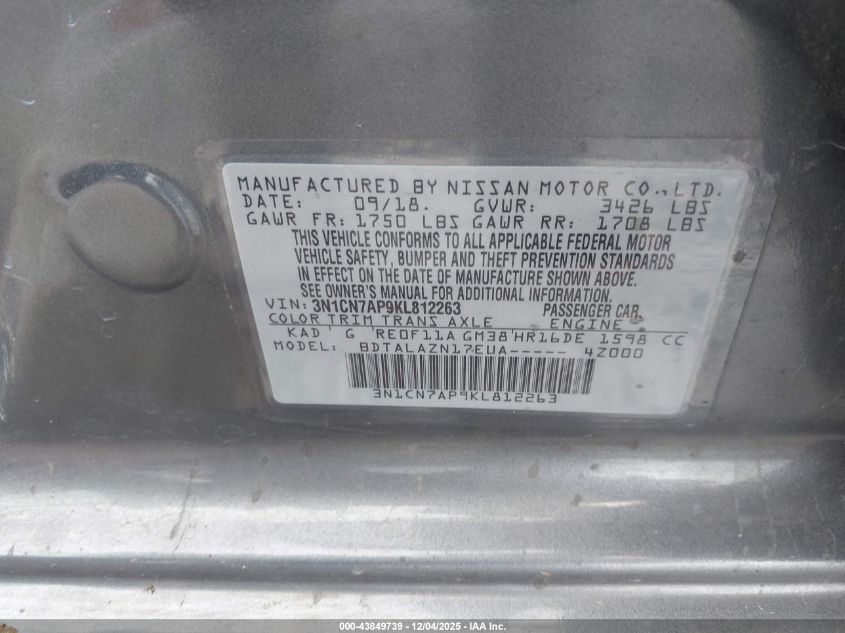 MANUFACTURED BY NISSAN MOTOR CO., LTD.
DATE: 09/18. GVWR: 3426 LBS
GAWR FR: 1750 LBS GAWR RR: 1708 LBS
THIS VEHICLE CONFORMS TO ALL APPLICABLE FEDERAL MOTOR
VEHICLE SAFETY, BUMPER AND THEFT PREVENTION STANDARDS
IN EFFECT ON THE DATE OF MANUFACTURE SHOWN ABOVE.
SEE OWNER'S MANUAL FOR ADDITIONAL INFORMATION.
VIN: 3N1CN7AP9KL812263 PASSENGER CAR
COLOR TRIM TRANS AXLE ENGINE
KAD G RE0F11A GM38 HR16DE 1598 CC
MODEL: BDTALAZN17EUA----- 4Z000
3N1CN7AP9KL812263
000-43849739 - 12/04/2025 - IAA Inc.